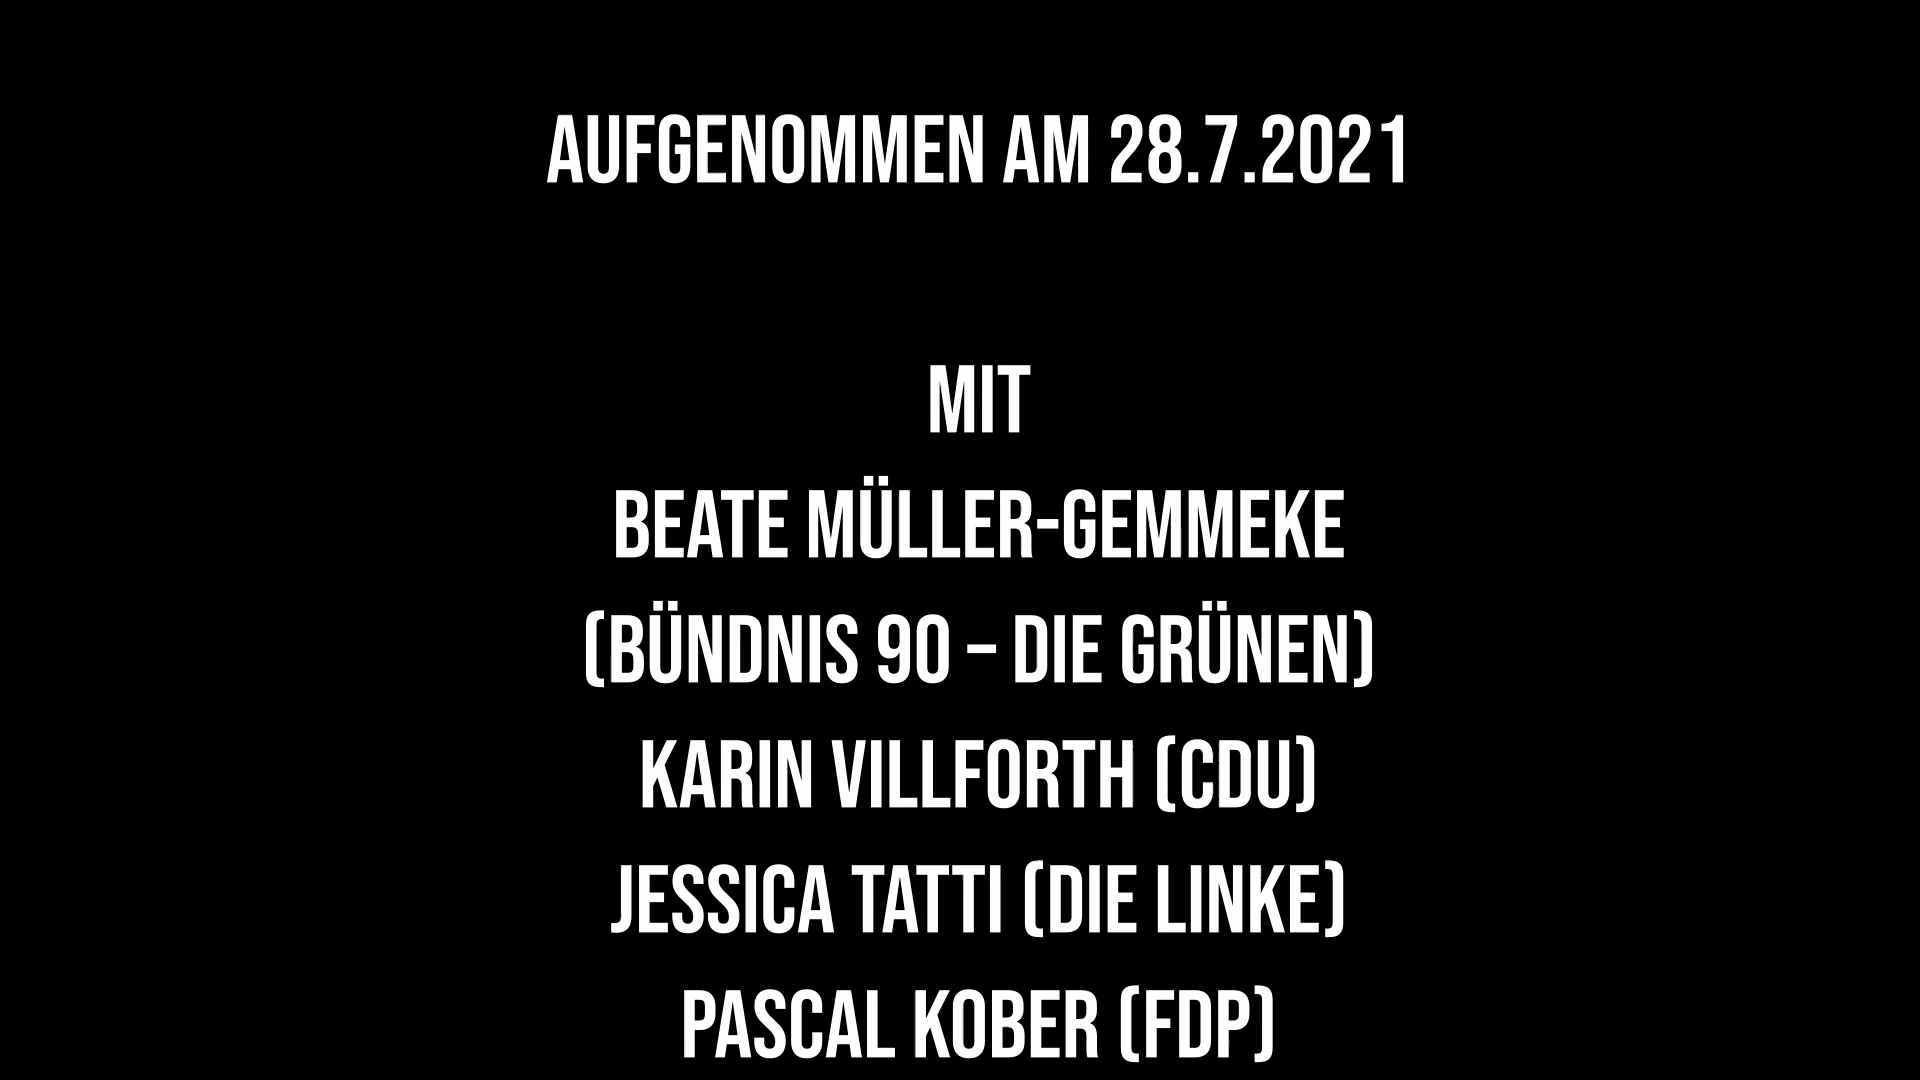 AUFGENOMMEN AM 28.7.2021
MIT
BEATE MÜLLER-GEMMEKE
(BÜNDNIS 90 – DIE GRÜNEN)
KARIN VILLFORTH (CDU)
JESSICA TATTI (DIE LINKE)
PASCAL KOBER (FDP)